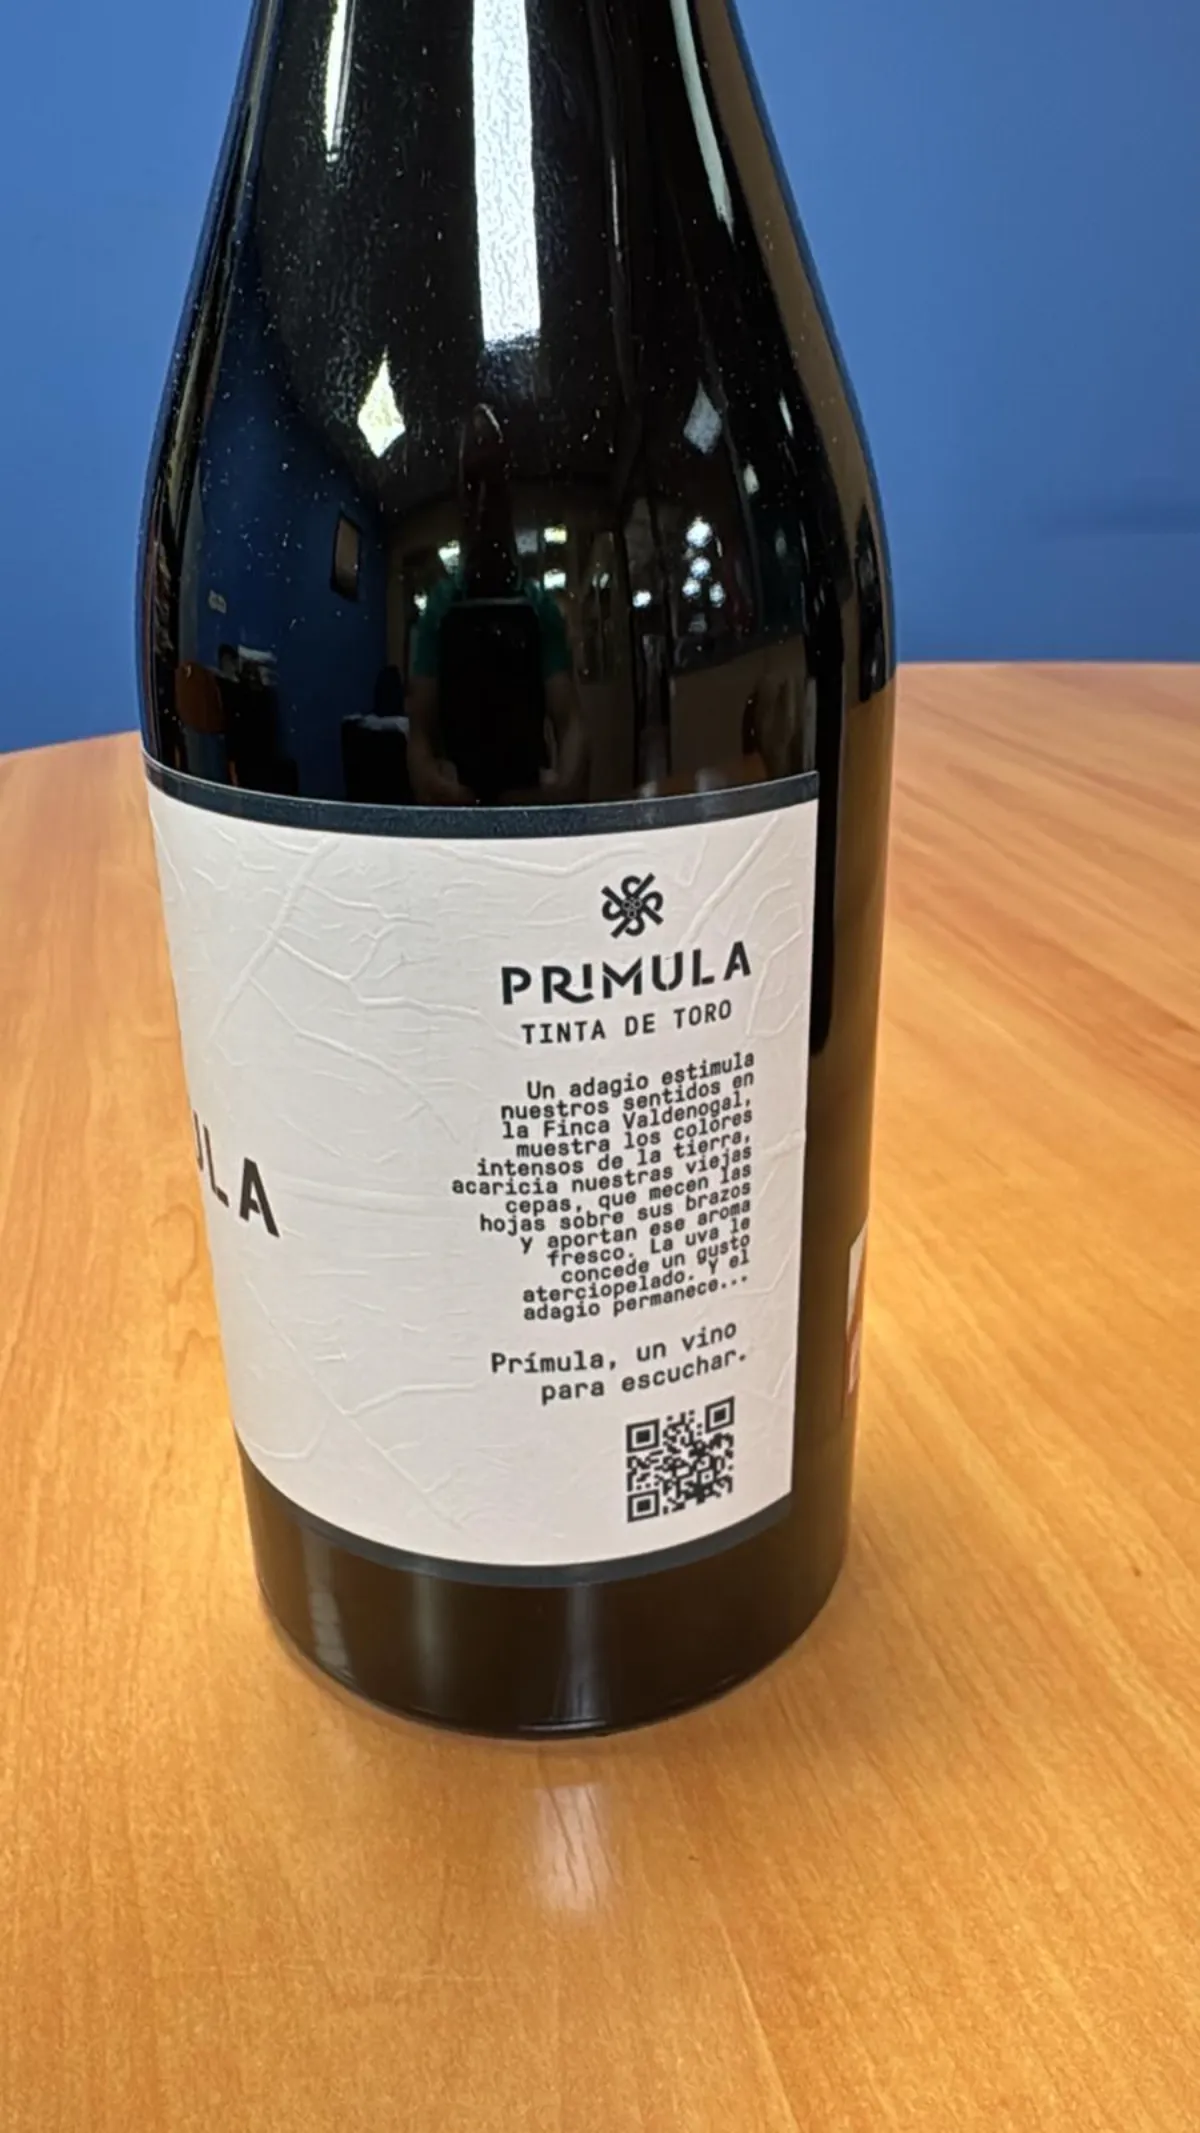 PRIMULA
TINTA DE TORO
Un adagio estimula
nuestros sentidos en
la Finca Valdenogal,
muestra los colores
intensos de la tierra,
acaricia nuestras viejas
cepas, que mecen las
hojas sobre sus brazos
y aportan ese aroma
fresco. La uva le
concede un gusto
aterciopelado. Y el
adagio permanece...
Prímula, un vino
para escuchar.
ULA